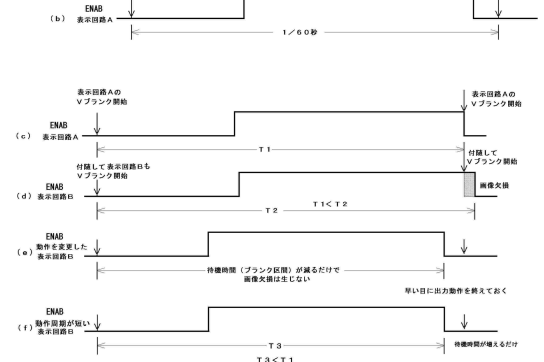 ENAB
(b) 表示回路A
1/60秒
表示回路Aの
Vブランク開始
表示回路Aの
Vブランク開始
ENAB
(c) 表示回路A
T1
付随して表示回路Bも
Vブランク開始
付随して
Vブランク開始
ENAB
(d) 表示回路B
画像欠損
T1<T2
T2
ENAB
(e) 動作を変更した
表示回路B
待機時間(ブランク区間)が減るだけで
画像欠損は生じない
早い目に出力動作を終えておく
ENAB
(f) 動作周期が短い
表示回路B
T3
待機時間が増えるだけ
T3<T1